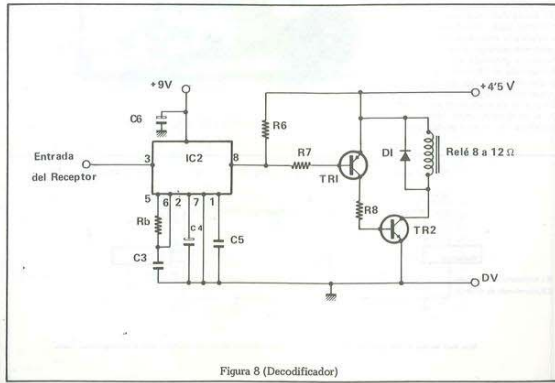 +9V
+4'5 V
C6
R6
Entrada
del Receptor
3
IC2
8
R7
TR1
D1
Relé 8 a 12 Ω
5
6
2
7
1
Rb
C4
C5
R8
TR2
C3
DV
Figura 8 (Decodificador)